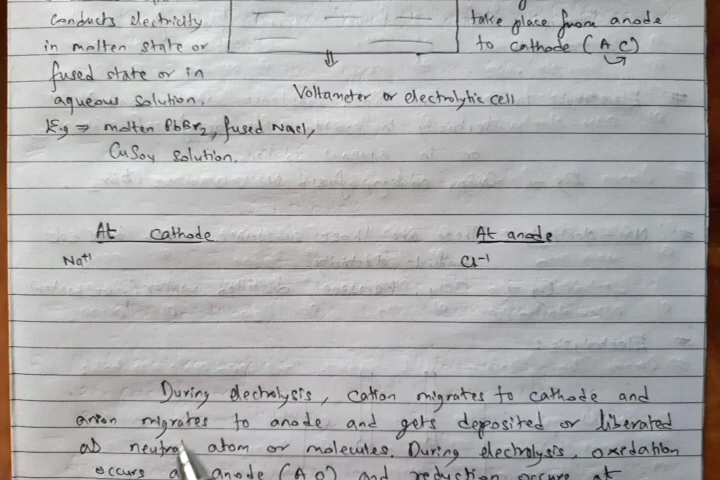 conducts electricity
in molten state or
fused state or in
aqueous solution.
E.g ⇒ molten PbBr2, fused NaCl,
CuSO4 solution.
take place from anode
to cathode (A C)
Voltameter or electrolytic cell
At cathode
At anode
Na+1
Cl-1
During electrolysis, cation migrates to cathode and
anion migrates to anode and gets deposited or liberated
as neutral atom or molecules. During electrolysis, oxidation
occurs at anode (A O) and reduction occurs at